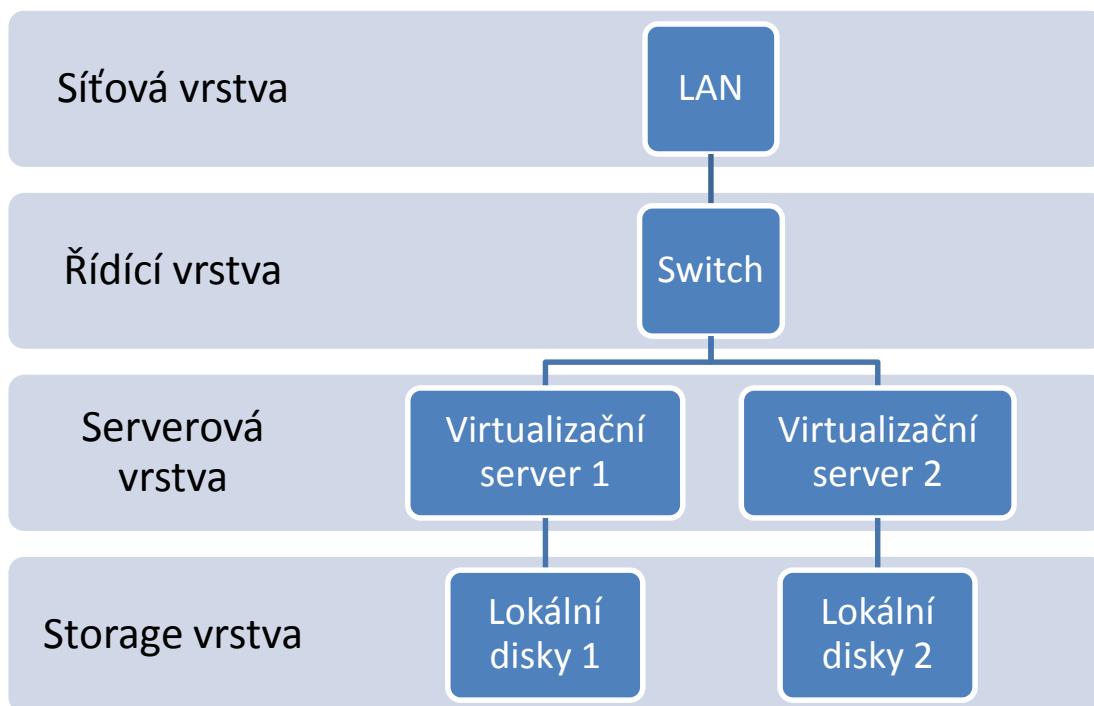 Síťová vrstva
LAN
Řídící vrstva
Switch
Serverová
vrstva
Virtualizační
server 1
Virtualizační
server 2
Storage vrstva
Lokální
disky 1
Lokální
disky 2